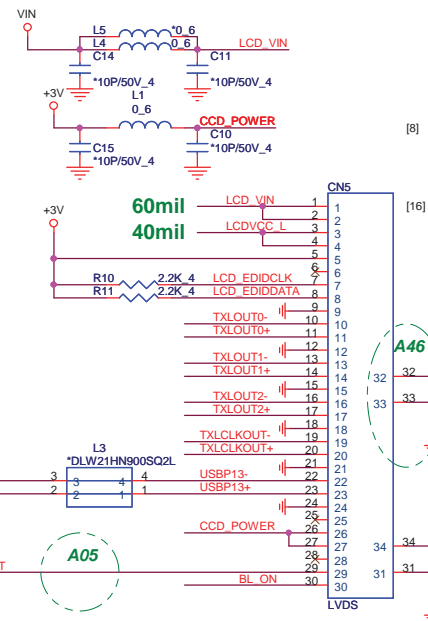 VIN
L5 *0_6
L4 0_6
LCD_VIN
C14 C11
*10P/50V_4 *10P/50V_4
+3V
L1
0_6
CCD_POWER
C15 C10
*10P/50V_4 *10P/50V_4
[8]
CN5
60mil LCD_VIN 1 1
2 2
[16]
40mil LCDVCC_L 3 3
4 4
+3V
5 5
6 6
R10 2.2K_4 LCD_EDIDCLK 7 7
R11 2.2K_4 LCD_EDIDDATA 8 8
9 9
TXLOUT0- 10 10
TXLOUT0+ 11 11
12 12
TXLOUT1- 13 13
TXLOUT1+ 14 14
15 15
TXLOUT2- 16 16
TXLOUT2+ 17 17
18 18
TXLCLKOUT- 19 19
TXLCLKOUT+ 20 20
21 21
A46
32 32
33 33
L3
*DLW21HN900SQ2L
3 3 4 4 USBP13- 22 22
2 2 1 1 USBP13+ 23 23
24 24
25 25
CCD_POWER 26 26
27 27
34 34
28 28
T A05 29 29
31 31
BL_ON 30 30
LVDS